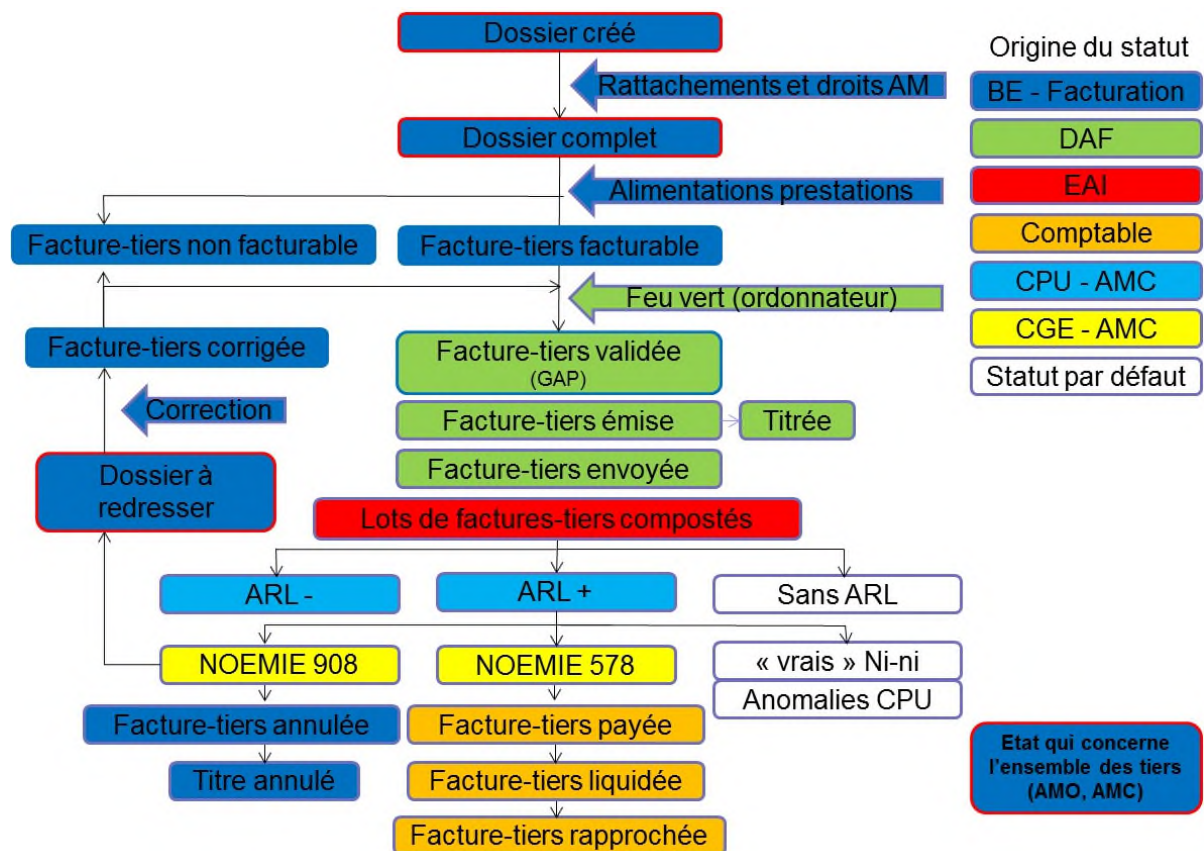 Dossier créé
Origine du statut
Rattachements et droits AM
BE - Facturation
Dossier complet
DAF
Alimentations prestations
EAI
Facture-tiers non facturable
Facture-tiers facturable
Comptable
Feu vert (ordonnateur)
CPU - AMC
Facture-tiers corrigée
Facture-tiers validée
(GAP)
CGE - AMC
Statut par défaut
Correction
Facture-tiers émise
Titrée
Facture-tiers envoyée
Dossier à
redresser
Lots de factures-tiers compostés
ARL -
ARL +
Sans ARL
NOEMIE 908
NOEMIE 578
« vrais » Ni-ni
Anomalies CPU
Facture-tiers annulée
Facture-tiers payée
Titre annulé
Facture-tiers liquidée
Facture-tiers rapprochée
Etat qui concerne
l'ensemble des tiers
(AMO, AMC)